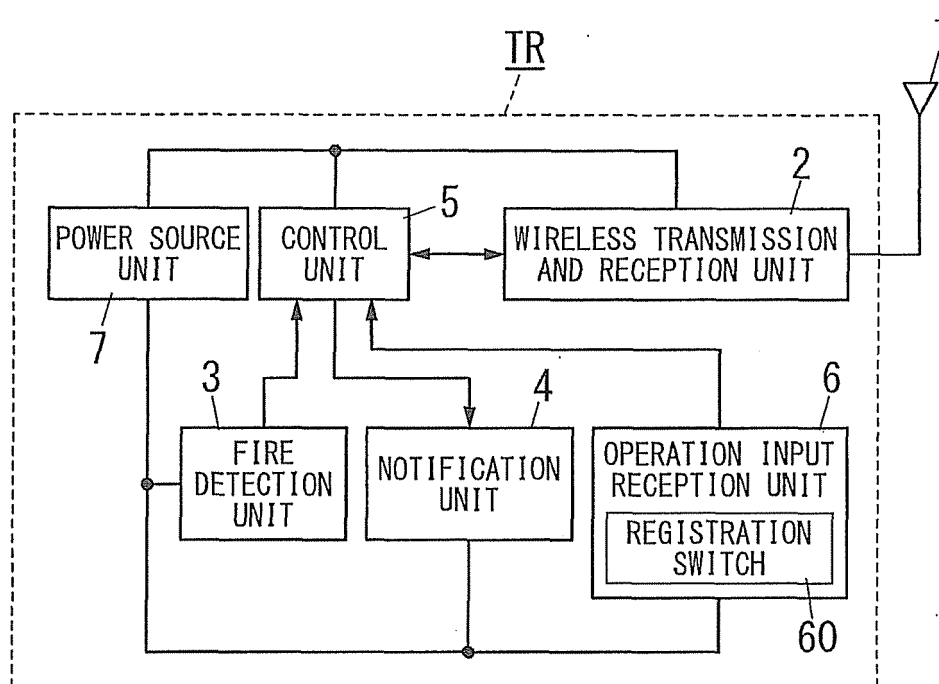 TR
5
2
POWER SOURCE
UNIT
CONTROL
UNIT
WIRELESS TRANSMISSION
AND RECEPTION UNIT
7
3
4
6
FIRE
DETECTION
UNIT
NOTIFICATION
UNIT
OPERATION INPUT
RECEPTION UNIT
REGISTRATION
SWITCH
60